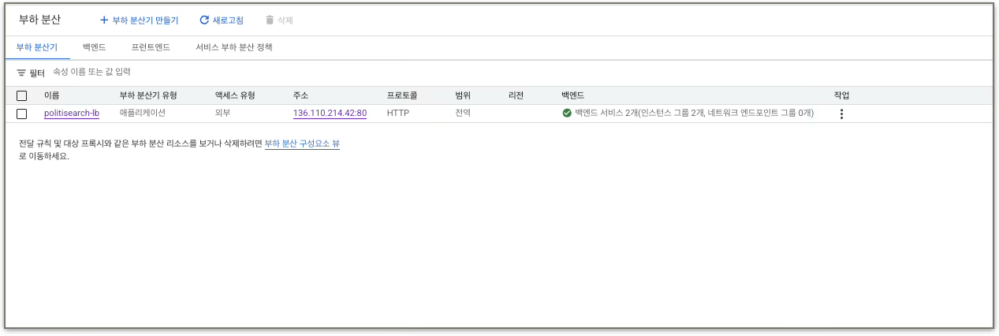 부하 분산 부하 분산기 만들기 새로고침 삭제
부하 분산기 백엔드 프런트엔드 서비스 부하 분산 정책
필터 속성 이름 또는 값 입력
이름 부하 분산기 유형 액세스 유형 주소 프로토콜 범위 리전 백엔드 작업
politisearch-lb 애플리케이션 외부 136.110.214.42:80 HTTP 전역 백엔드 서비스 2개(인스턴스 그룹 2개, 네트워크 엔드포인트 그룹 0개)
전달 규칙 및 대상 프록시와 같은 부하 분산 리소스를 보거나 삭제하려면 부하 분산 구성요소 뷰
로 이동하세요.